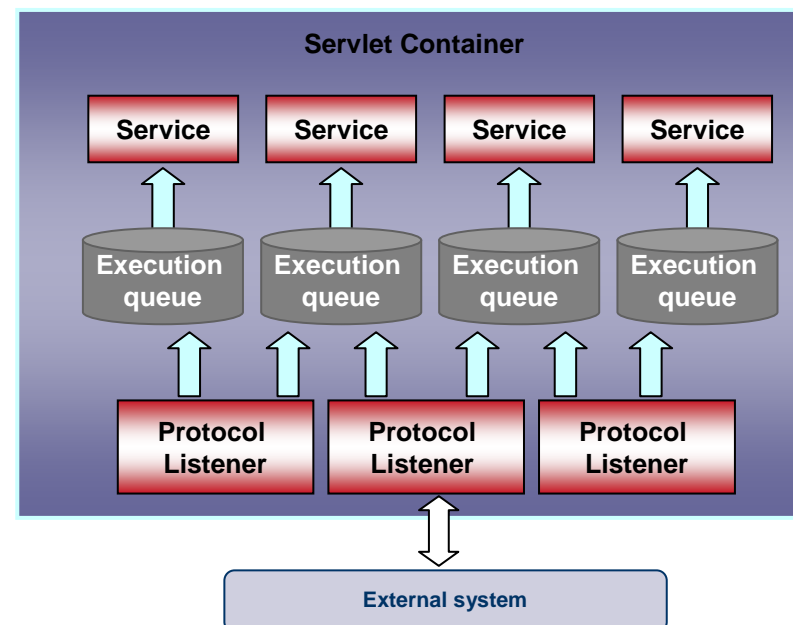 Servlet Container
Service Service Service Service
Execution Execution Execution Execution
queue queue queue queue
Protocol Protocol Protocol
Listener Listener Listener
External system